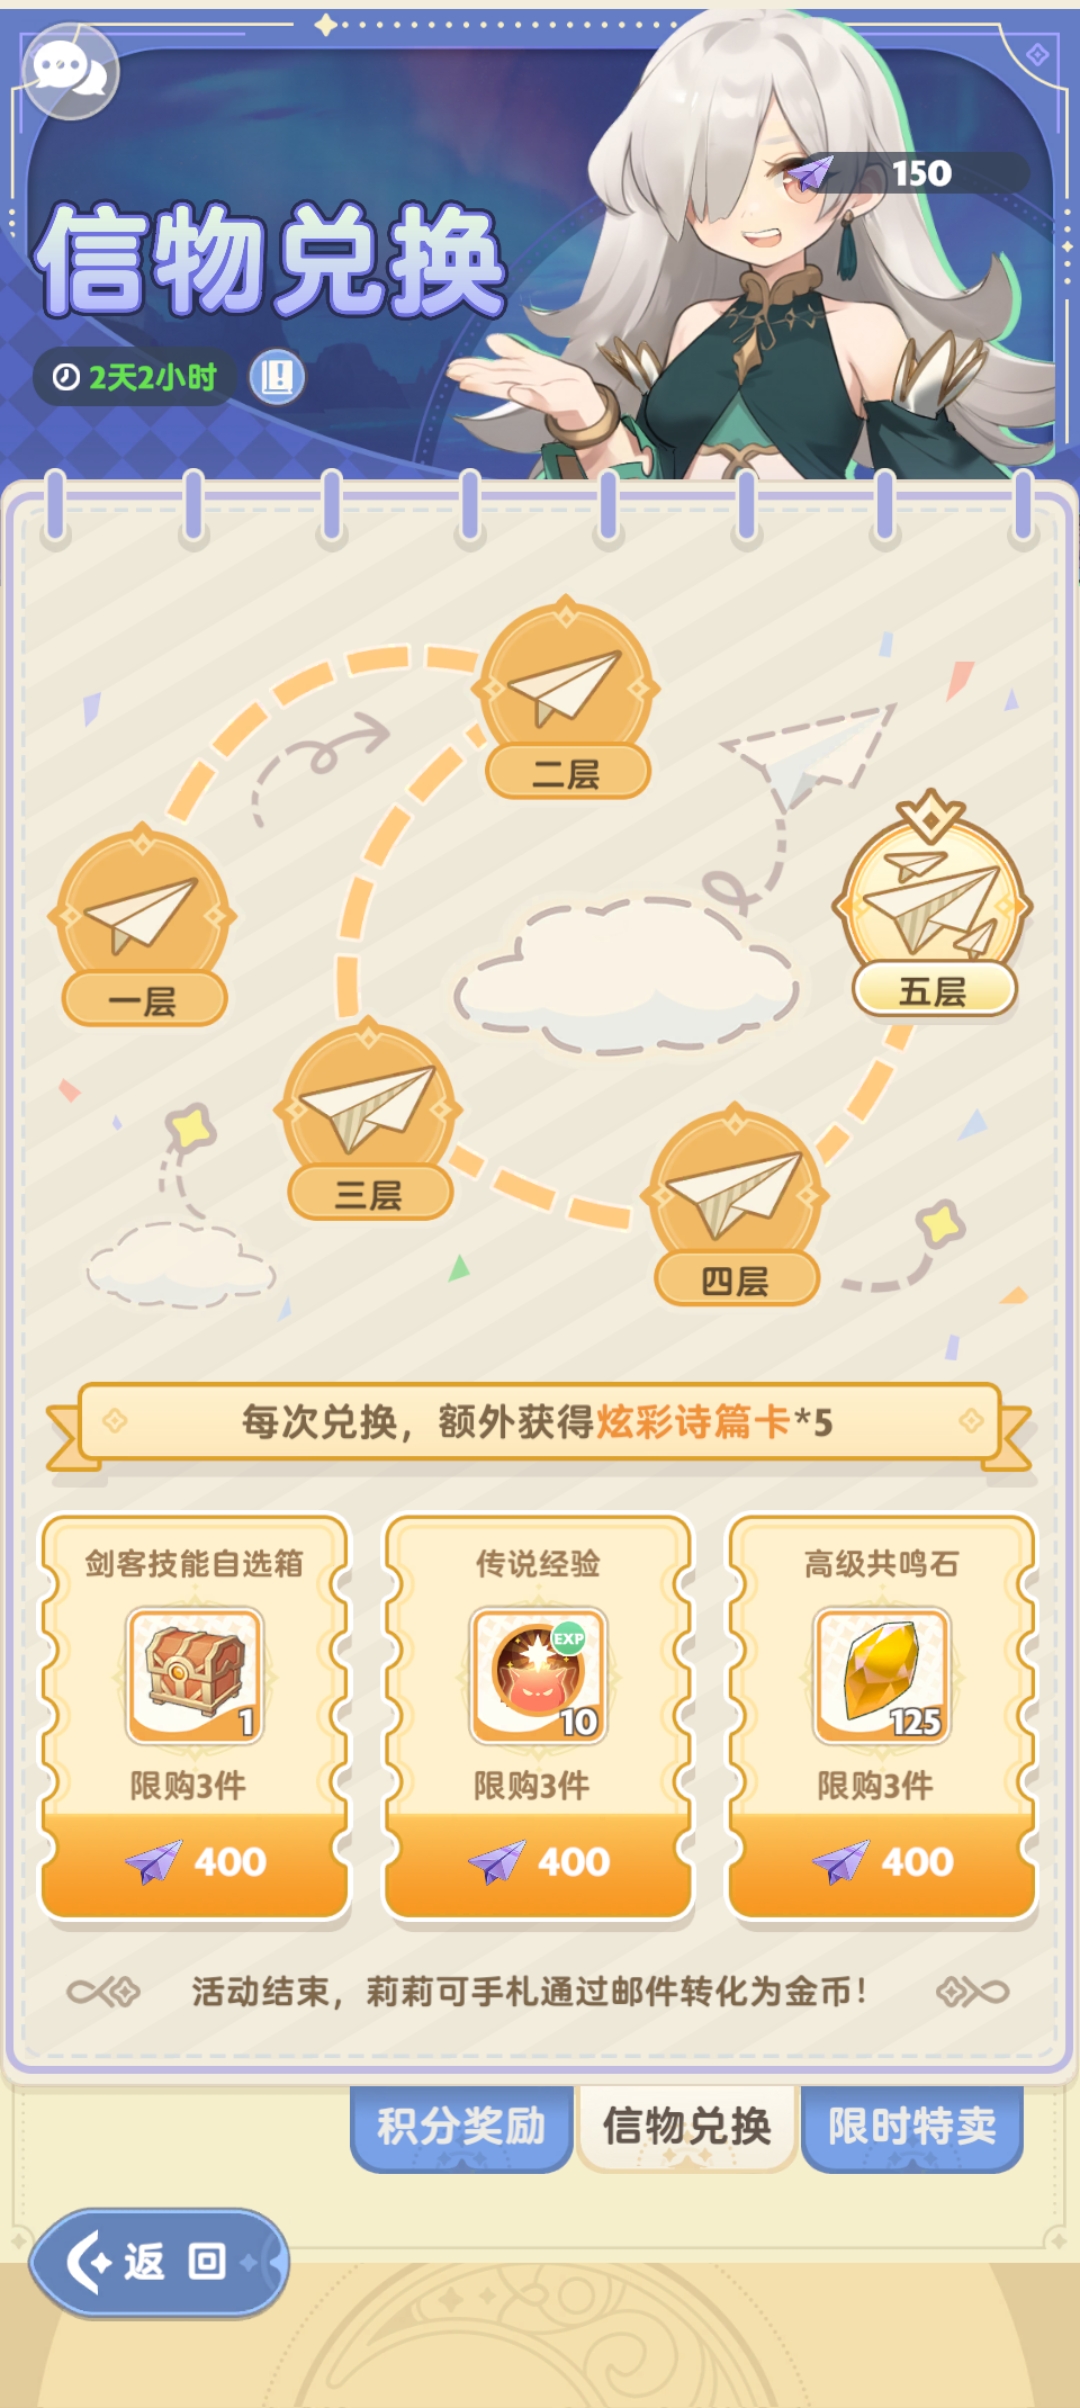 150
信物兑换
2天2小时
二层
五层
一层
三层
四层
每次兑换，额外获得炫彩诗篇卡*5
剑客技能自选箱
传说经验
高级共鸣石
EXP
1
10
125
限购3件
限购3件
限购3件
400
400
400
活动结束，莉莉可手札通过邮件转化为金币！
积分奖励
信物兑换
限时特卖
返回